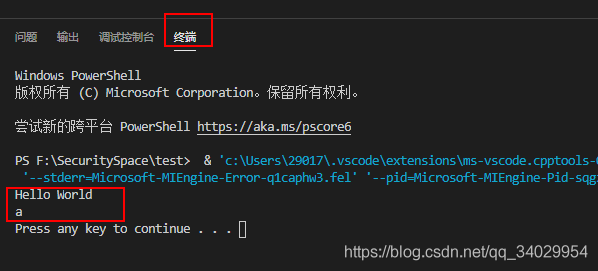 问题 输出 调试控制台 终端
Windows PowerShell
版权所有 (C) Microsoft Corporation。保留所有权利。
尝试新的跨平台 PowerShell https://aka.ms/pscore6
PS F:\SecuritySpace\test> & 'c:\Users\29017\.vscode\extensions\ms-vscode.cpptools-
'--stderr=Microsoft-MIEngine-Error-q1caphw3.fel' '--pid=Microsoft-MIEngine-Pid-sqg
Hello World
a
Press any key to continue . . .
https://blog.csdn.net/qq_34029954